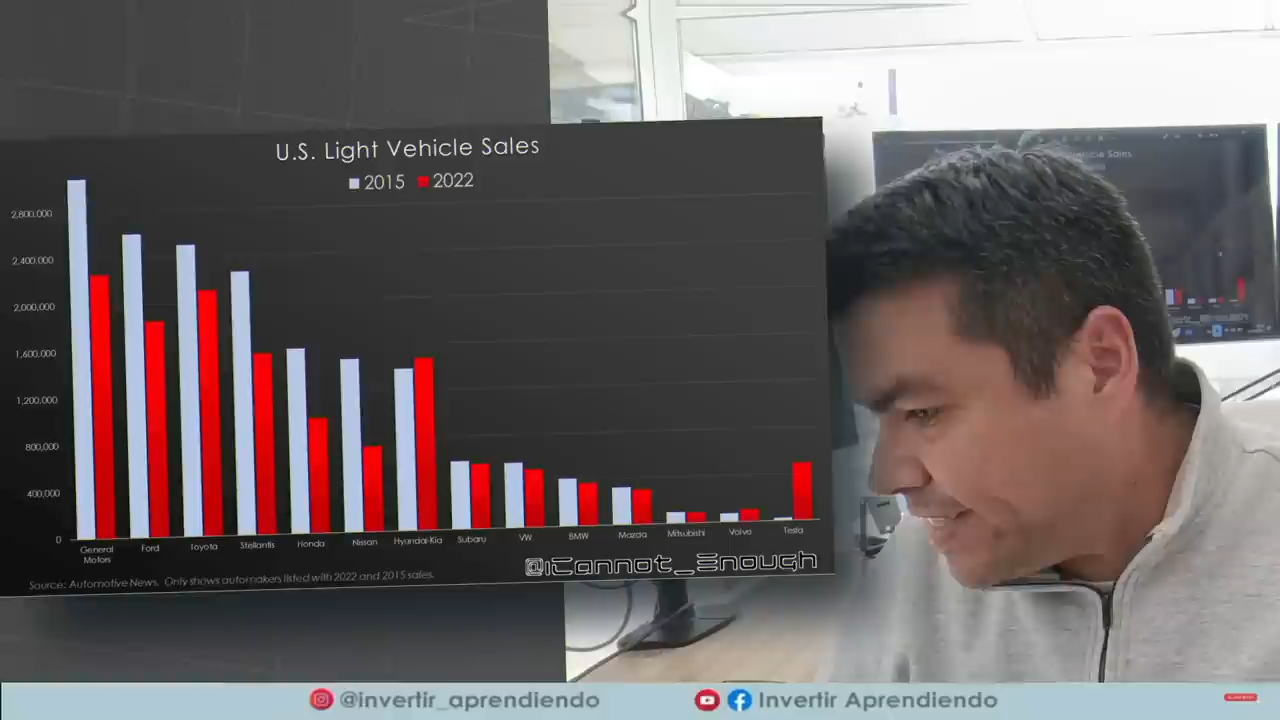 U.S. Light Vehicle Sales
2015 2022
2,800,000
2,400,000
2,000,000
1,600,000
1,200,000
800,000
400,000
0
General Motors
Ford
Toyota
Stellantis
Honda
Nissan
Hyundai-Kia
Subaru
VW
BMW
Mazda
Mitsubishi
Volvo
Tesla
@iCannot_Enough
Source: Automotive News. Only shows automakers listed with 2022 and 2015 sales.
@invertir_aprendiendo
Invertir Aprendiendo